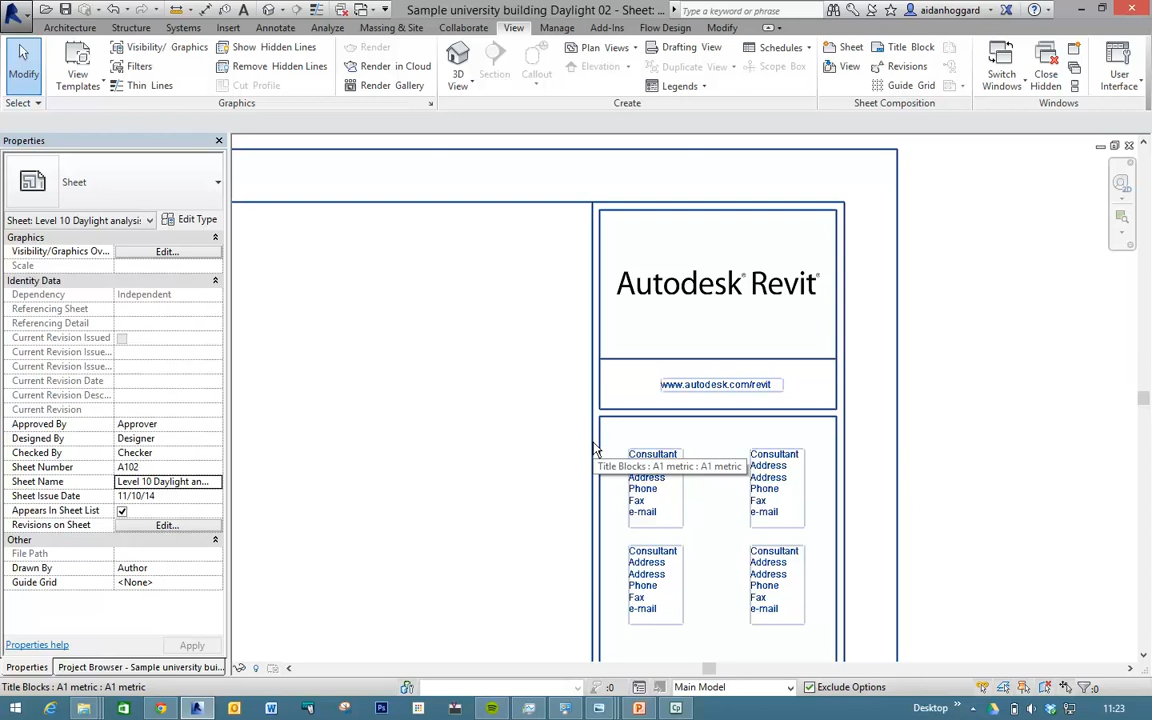 Sample university building Daylight 02 - Sheet: ...
Type a keyword or phrase
aidanhoggard
Architecture Structure Systems Insert Annotate Analyze Massing & Site Collaborate View Manage Add-Ins Flow Design Modify
Modify
Select
View
Templates
Visibility/ Graphics
Filters
Thin Lines
Show Hidden Lines
Remove Hidden Lines
Cut Profile
Render
Render in Cloud
Render Gallery
Graphics
3D
View
Section
Callout
Plan Views
Elevation
Drafting View
Duplicate View
Legends
Schedules
Scope Box
Create
Sheet
View
Title Block
Revisions
Guide Grid
Sheet Composition
Switch
Windows
Close
Hidden
Windows
User
Interface
Properties
Sheet
Sheet: Level 10 Daylight analysis
Edit Type
Graphics
Visibility/Graphics Ov... Edit...
Scale
Identity Data
Dependency Independent
Referencing Sheet
Referencing Detail
Current Revision Issued
Current Revision Issue...
Current Revision Issue...
Current Revision Date
Current Revision Desc...
Current Revision
Approved By Approver
Designed By Designer
Checked By Checker
Sheet Number A102
Sheet Name Level 10 Daylight an...
Sheet Issue Date 11/10/14
Appears In Sheet List
Revisions on Sheet Edit...
Other
File Path
Drawn By Author
Guide Grid <None>
Properties help
Apply
Properties
Project Browser - Sample university bui...
Autodesk® Revit®
www.autodesk.com/revit
Consultant
Address
Phone
Fax
e-mail
Consultant
Address
Address
Phone
Fax
e-mail
Title Blocks : A1 metric : A1 metric
Consultant
Address
Address
Phone
Fax
e-mail
Consultant
Address
Address
Phone
Fax
e-mail
Title Blocks : A1 metric : A1 metric
:0
Main Model
Exclude Options
:0
Desktop
11:23